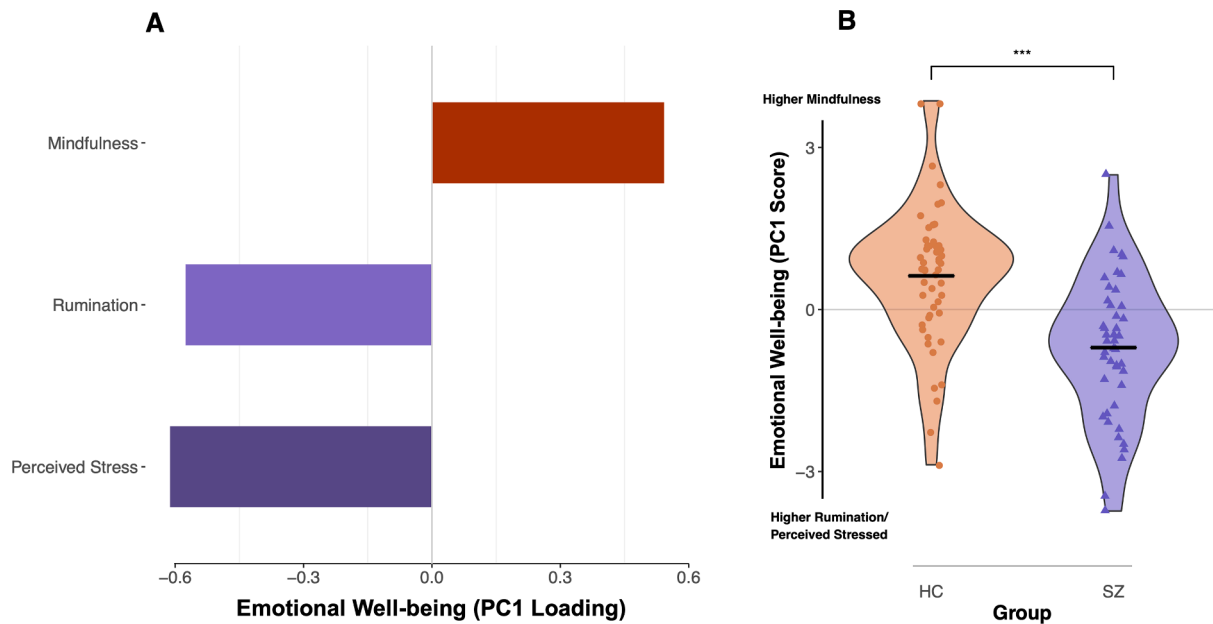 A
Mindfulness
Rumination
Perceived Stress
−0.6 −0.3 0.0 0.3 0.6
Emotional Well-being (PC1 Loading)
B
***
Higher Mindfulness
3
0
−3
Emotional Well-being (PC1 Score)
Higher Rumination/
Perceived Stressed
HC SZ
Group